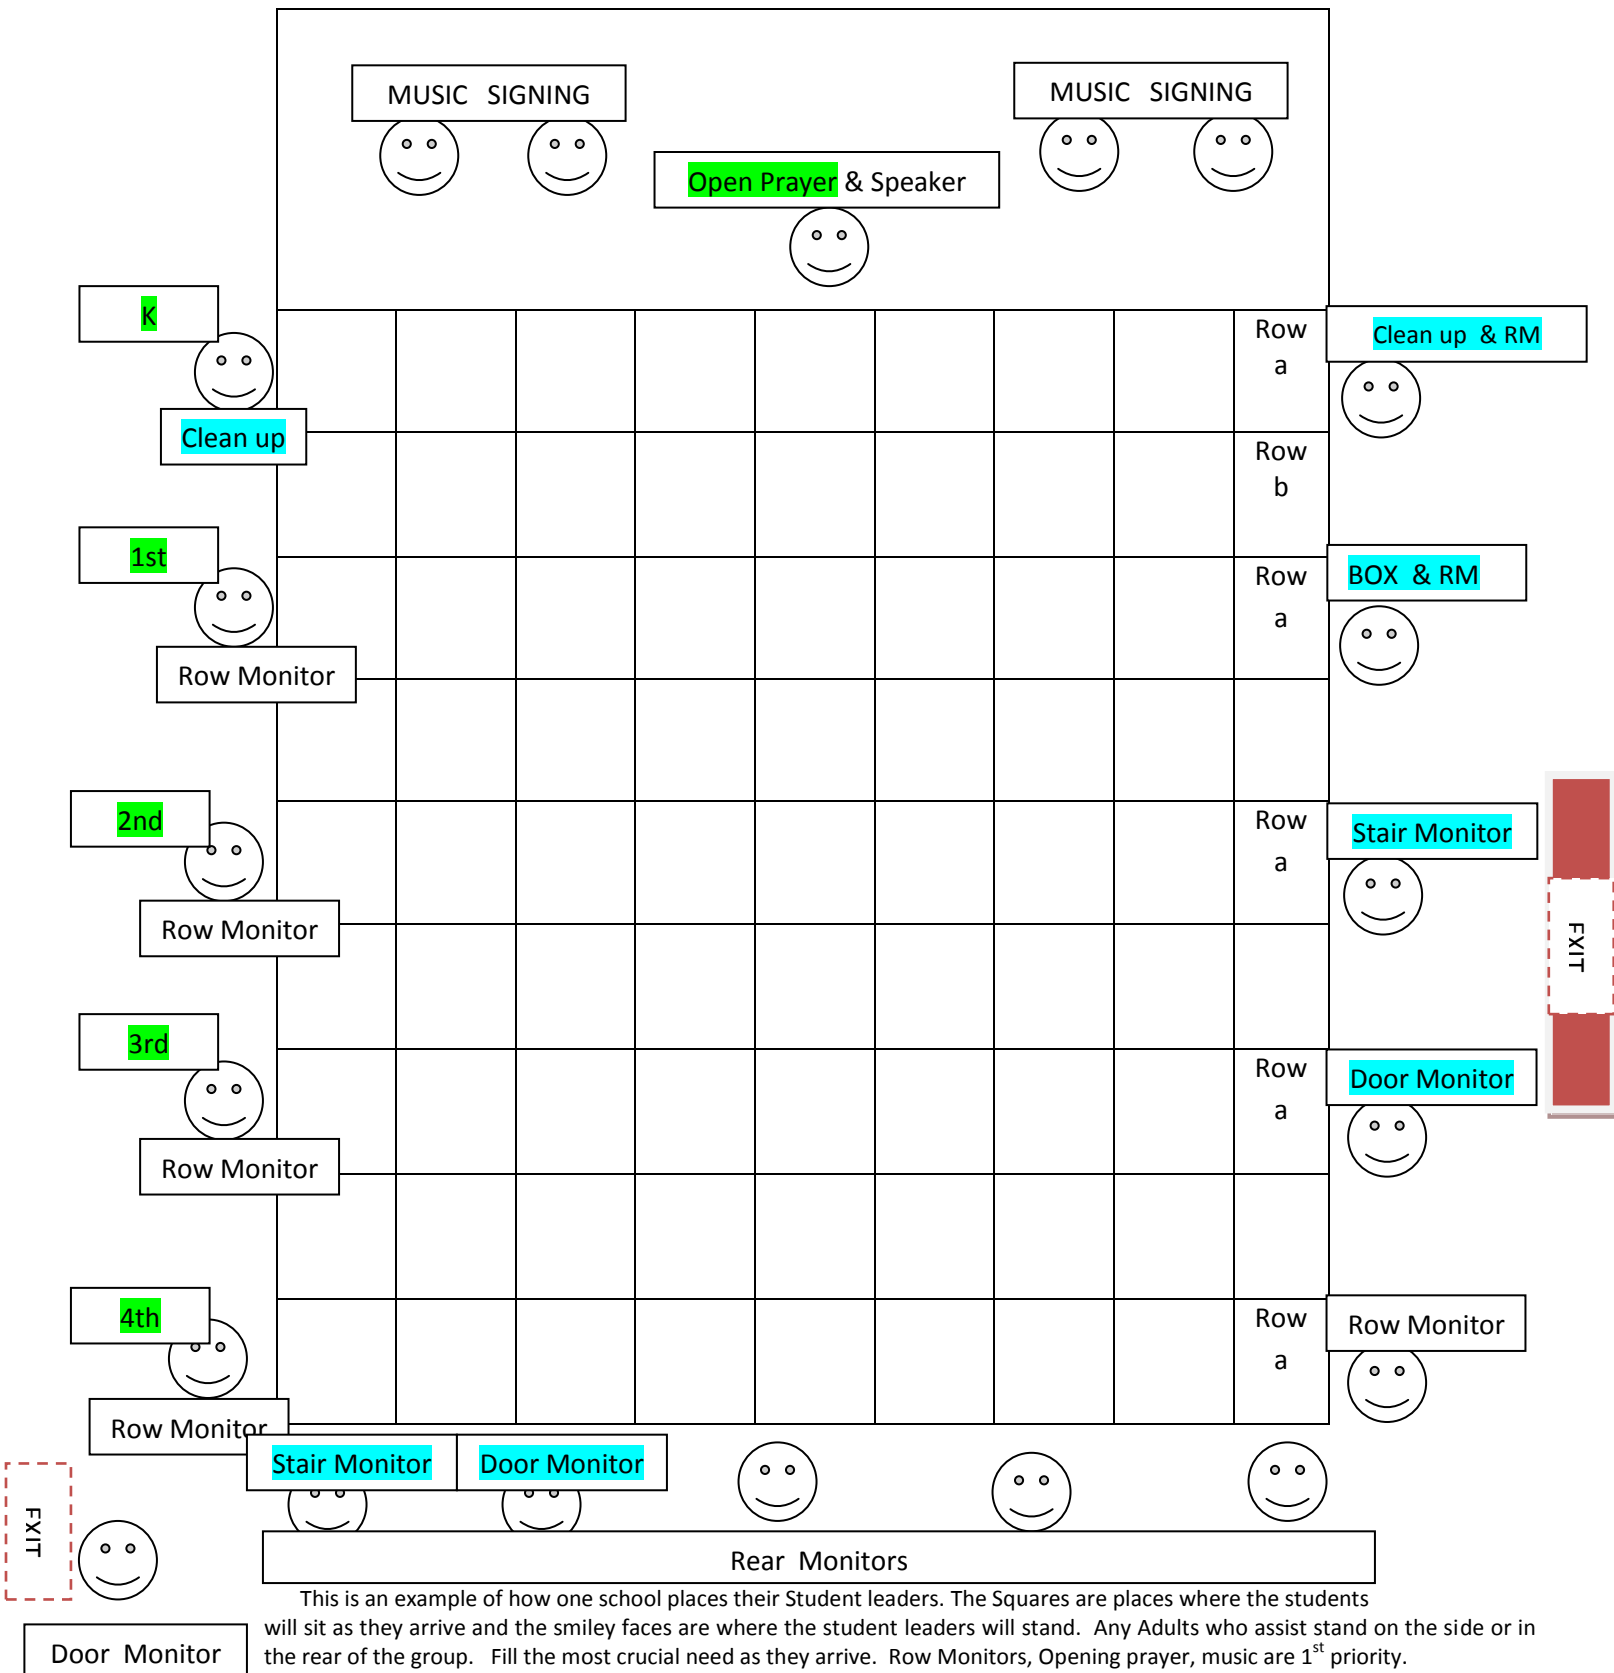 MUSIC SIGNING
MUSIC SIGNING
Open Prayer & Speaker
K
Row
a
Clean up & RM
Clean up
Row
b
1st
Row
a
BOX & RM
Row Monitor
2nd
Row
a
Stair Monitor
Row Monitor
EXIT
3rd
Row
a
Door Monitor
Row Monitor
4th
Row
a
Row Monitor
Row Monitor
Stair Monitor
Door Monitor
EXIT
Rear Monitors
This is an example of how one school places their Student leaders. The Squares are places where the students
will sit as they arrive and the smiley faces are where the student leaders will stand. Any Adults who assist stand on the side or in
the rear of the group. Fill the most crucial need as they arrive. Row Monitors, Opening prayer, music are 1st priority.
Door Monitor